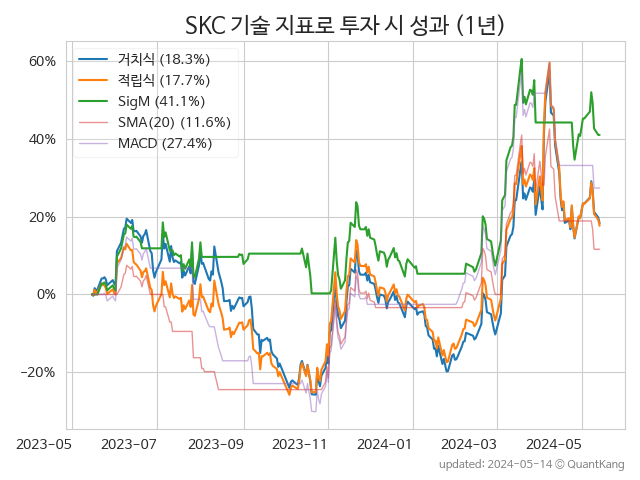 SKC 기술 지표로 투자 시 성과 (1년)
거치식 (18.3%)
적립식 (17.7%)
SigM (41.1%)
SMA(20) (11.6%)
MACD (27.4%)
60%
40%
20%
0%
−20%
2023-05 2023-07 2023-09 2023-11 2024-01 2024-03 2024-05
updated: 2024-05-14 © QuantKang